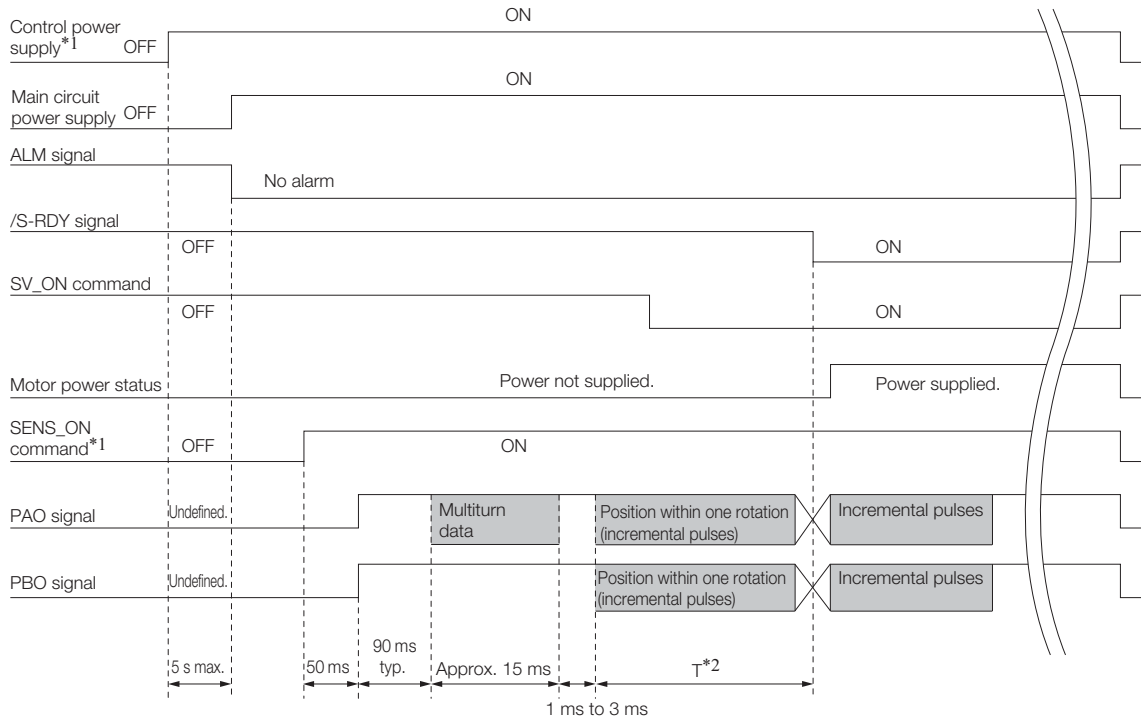 ON
Control power
supply*1 OFF
ON
Main circuit
power supply OFF
ALM signal
No alarm
/S-RDY signal
OFF ON
SV_ON command
OFF ON
Motor power status Power not supplied. Power supplied.
SENS_ON
command*1 OFF ON
PAO signal Undefined. Multiturn
data Position within one rotation
(incremental pulses) Incremental pulses
PBO signal Undefined. Position within one rotation
(incremental pulses) Incremental pulses
5 s max. 50 ms 90 ms
typ. Approx. 15 ms T*2
1 ms to 3 ms